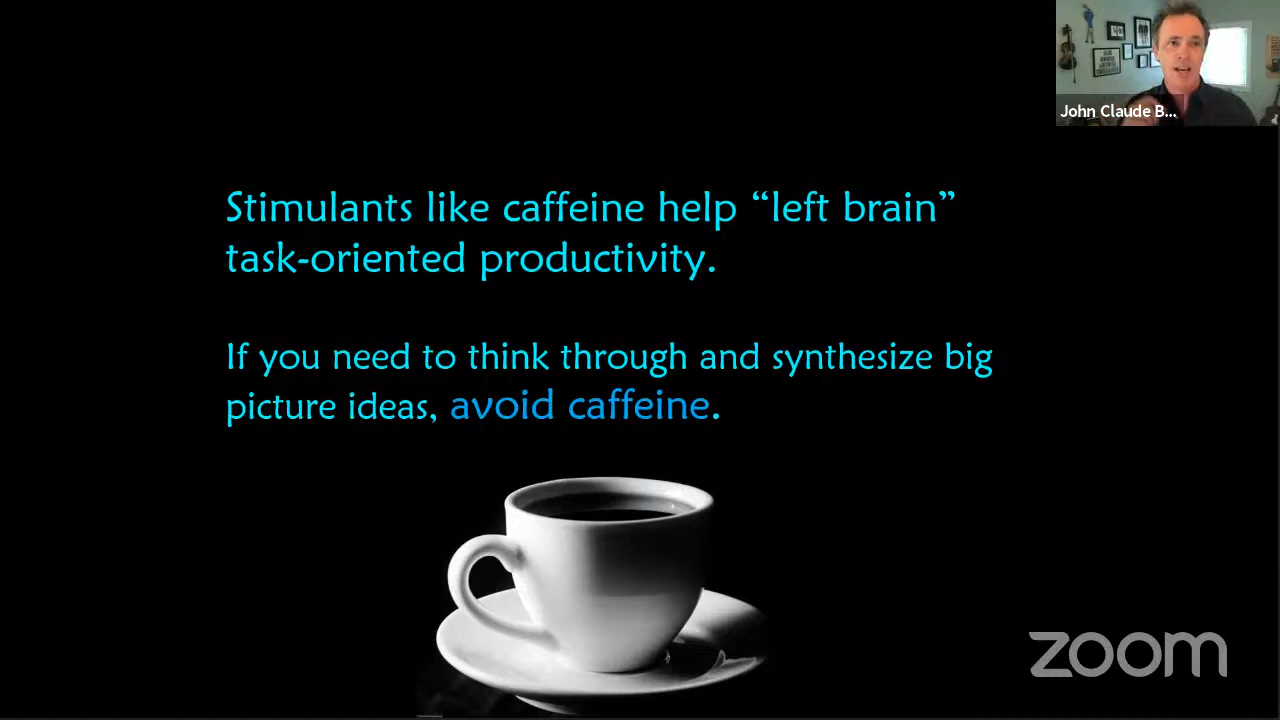 John Claude B...
Stimulants like caffeine help “left brain”
task-oriented productivity.
If you need to think through and synthesize big
picture ideas, avoid caffeine.
zoom